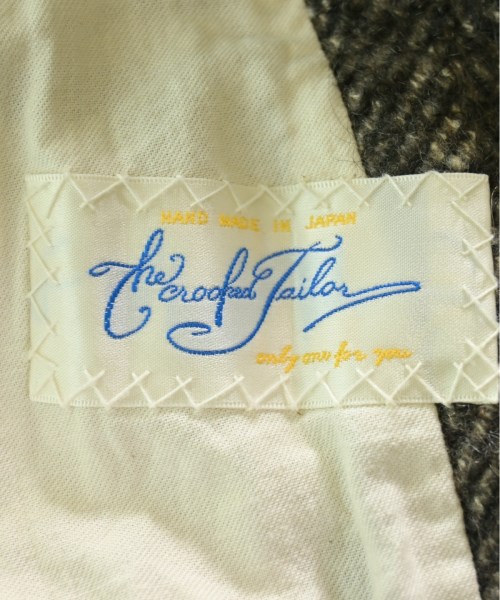 HAND MADE IN JAPAN
The crooked Tailor
only one for you